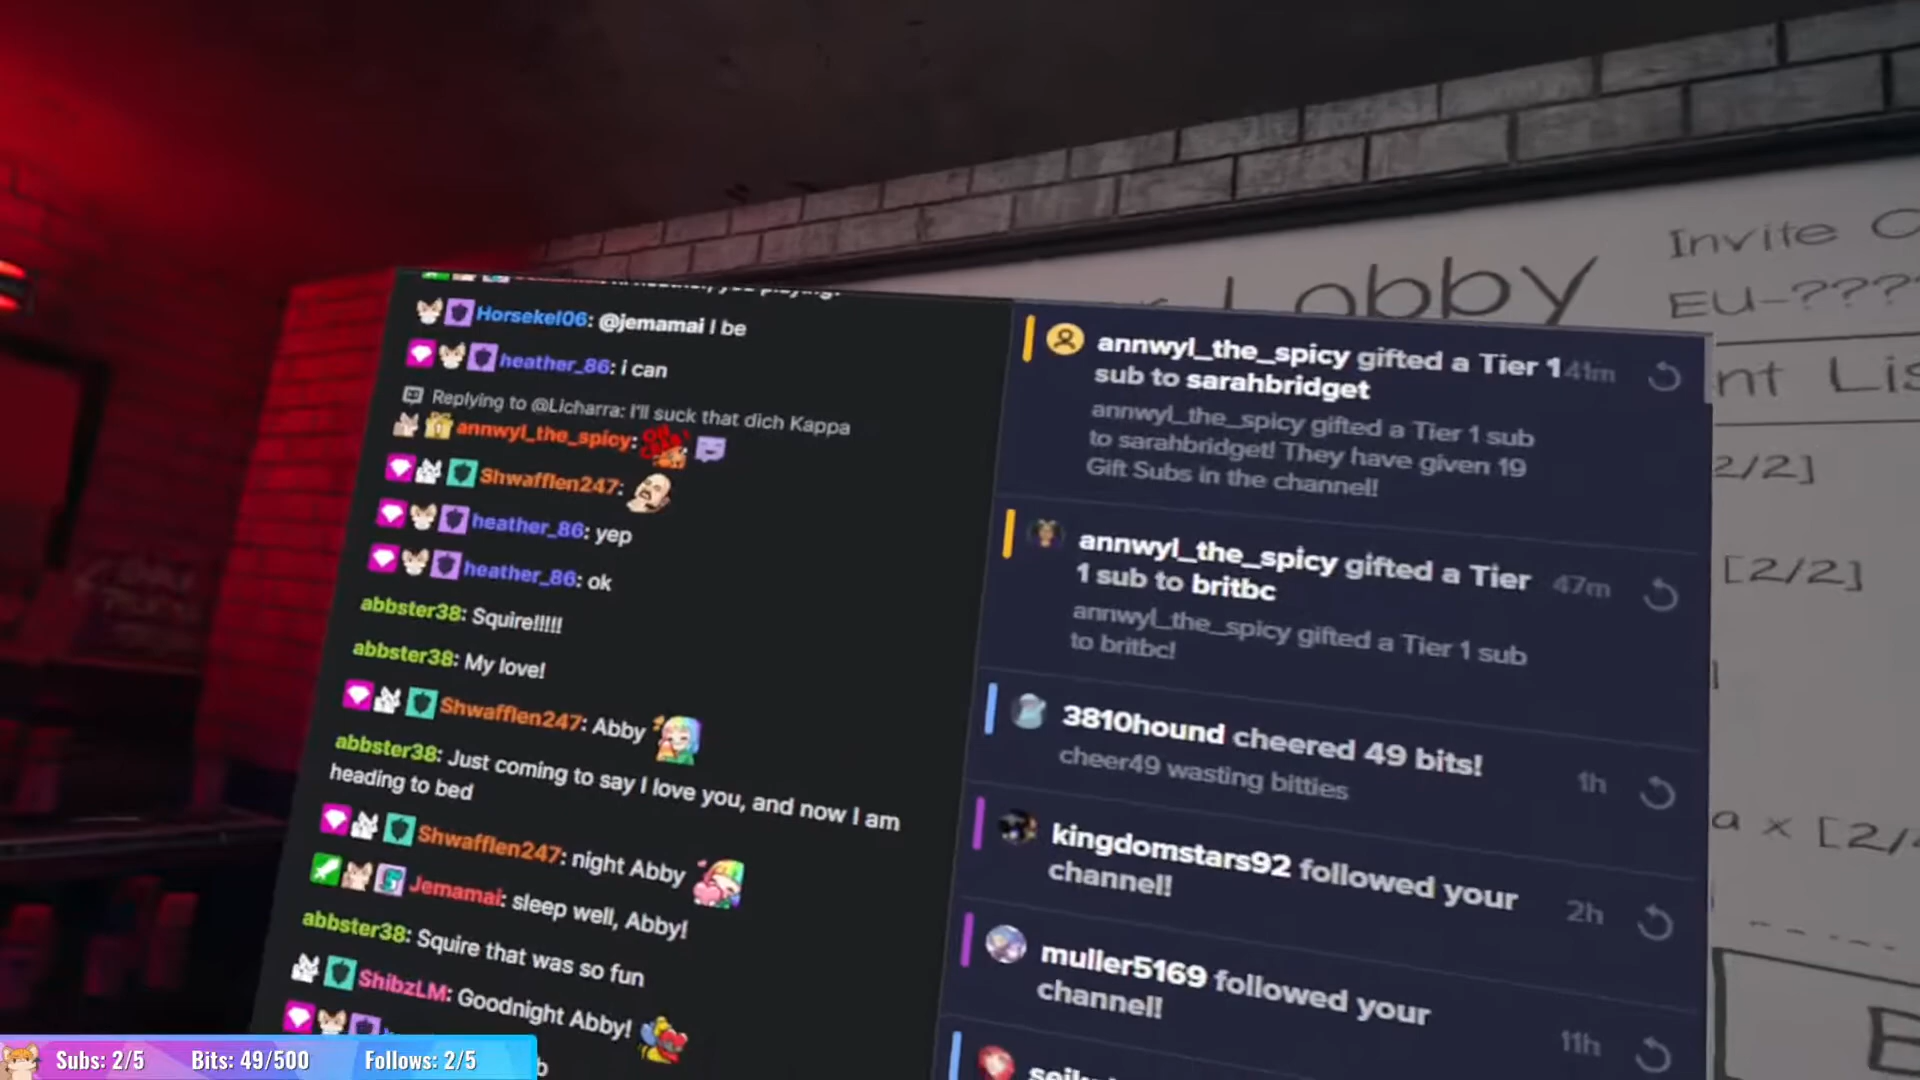 Horsekel06: @jemamai I be
heather_86: i can
Replying to @Licharra: I'll suck that dich Kappa
annwyl_the_spicy:
Shwafflen247:
heather_86: yep
heather_86: ok
abbster38: Squire!!!!!
abbster38: My love!
Shwafflen247: Abby
abbster38: Just coming to say I love you, and now I am
heading to bed
Shwafflen247: night Abby
Jemamai: sleep well, Abby!
abbster38: Squire that was so fun
ShibzLM: Goodnight Abby!
annwyl_the_spicy gifted a Tier 1 41m
sub to sarahbridget
annwyl_the_spicy gifted a Tier 1 sub
to sarahbridget! They have given 19
Gift Subs in the channel!
annwyl_the_spicy gifted a Tier 47m
1 sub to britbc
annwyl_the_spicy gifted a Tier 1 sub
to britbc!
3810hound cheered 49 bits! 1h
cheer49 wasting bitties
kingdomstars92 followed your 2h
channel!
muller5169 followed your
channel! 11h
Lobby
Invite
EU-????
[2/2]
Subs: 2/5 Bits: 49/500 Follows: 2/5